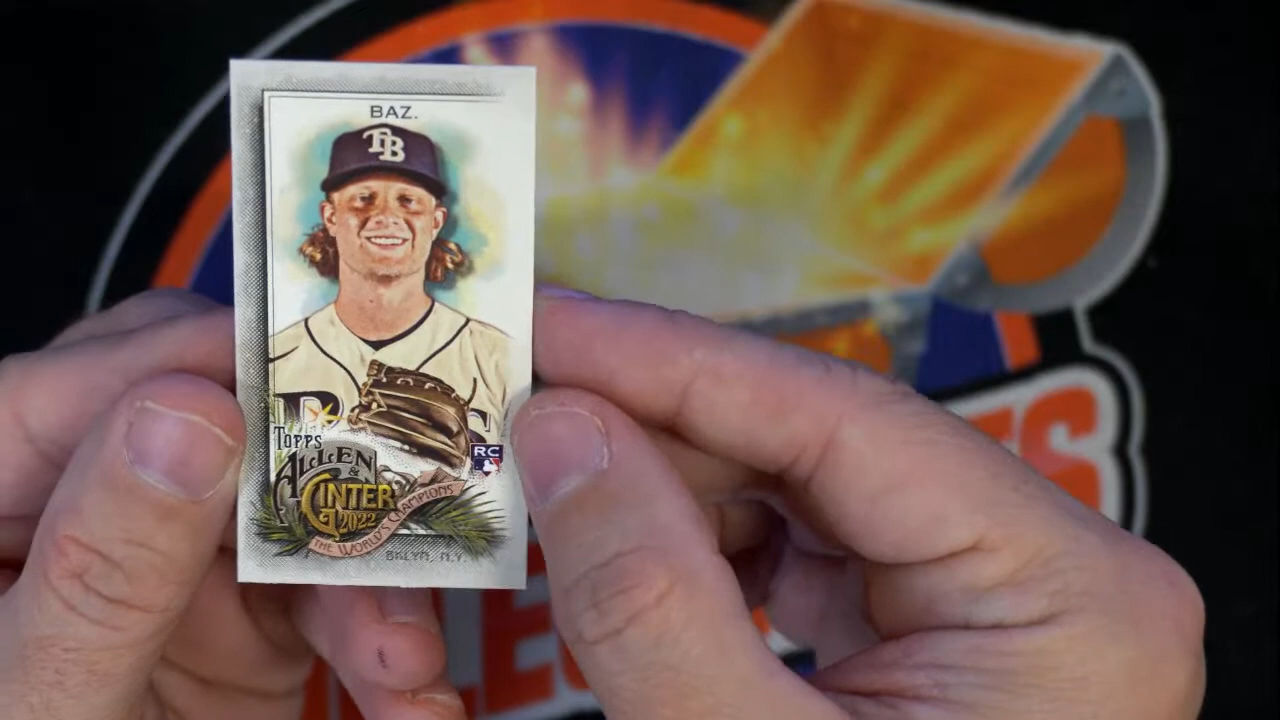 BAZ.
TB
TOPPS
ALLEN
&
GINTER
2022
THE WORLD'S CHAMPIONS
RC
BKLYN, N.Y.